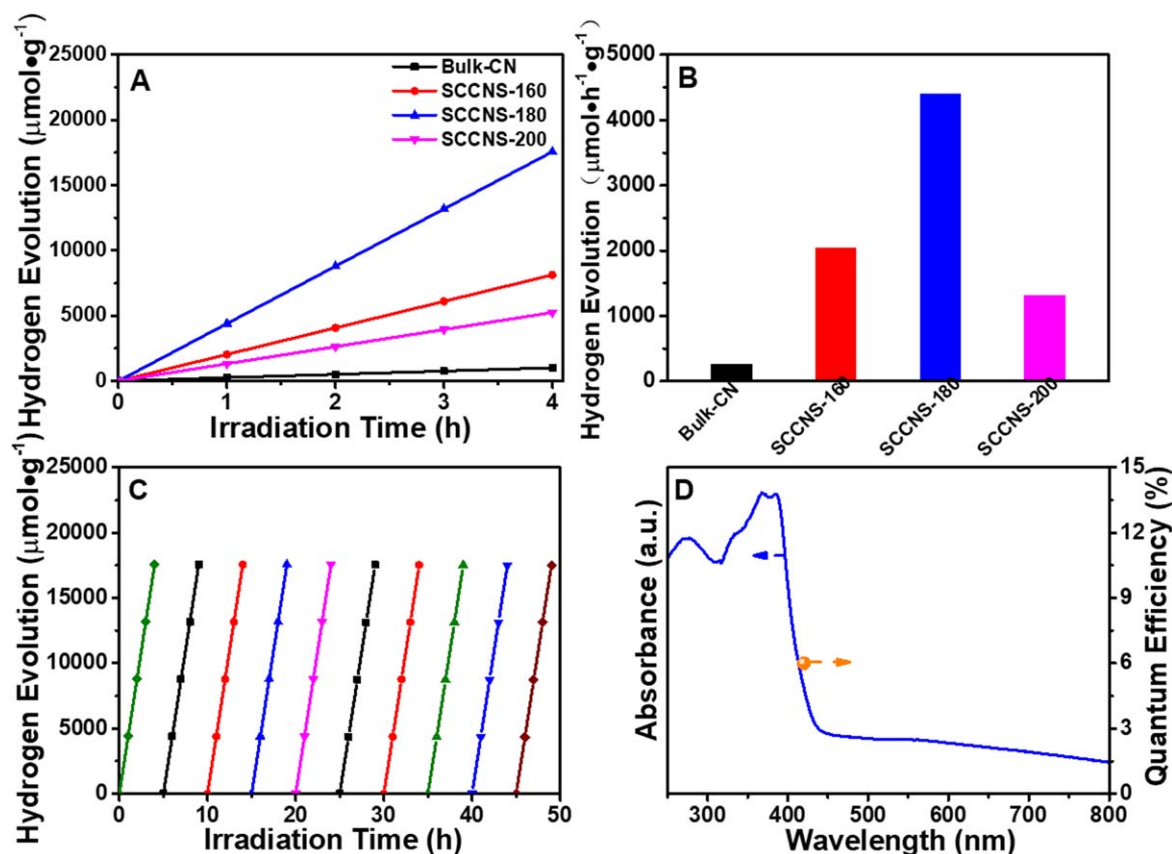 A
Bulk-CN
SCCNS-160
SCCNS-180
SCCNS-200
25000
20000
15000
10000
5000
0
Hydrogen Evolution (μmol•g⁻¹)
0 1 2 3 4
Irradiation Time (h)
B
5000
4000
3000
2000
1000
0
Hydrogen Evolution (μmol•h⁻¹•g⁻¹)
Bulk-CN
SCCNS-160
SCCNS-180
SCCNS-200
C
25000
20000
15000
10000
5000
0
Hydrogen Evolution (μmol•g⁻¹)
0 10 20 30 40 50
Irradiation Time (h)
D
Absorbance (a.u.)
15
12
9
6
3
0
Quantum Efficiency (%)
300 400 500 600 700 800
Wavelength (nm)